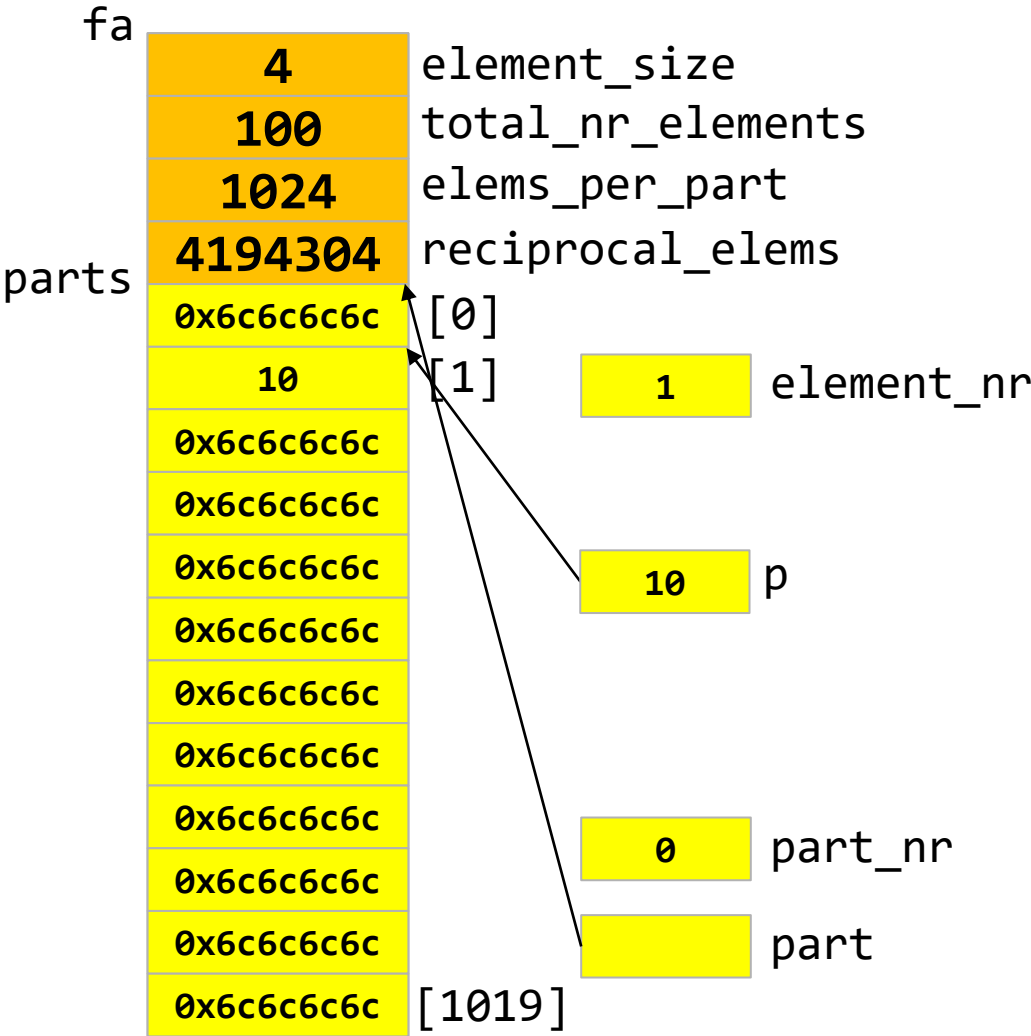 fa
4 element_size
100 total_nr_elements
1024 elems_per_part
4194304 reciprocal_elems
parts
0x6c6c6c6c [0]
10 [1]
1 element_nr
0x6c6c6c6c
0x6c6c6c6c
0x6c6c6c6c
10 p
0x6c6c6c6c
0x6c6c6c6c
0x6c6c6c6c
0x6c6c6c6c
0 part_nr
0x6c6c6c6c
0x6c6c6c6c
part
0x6c6c6c6c [1019]